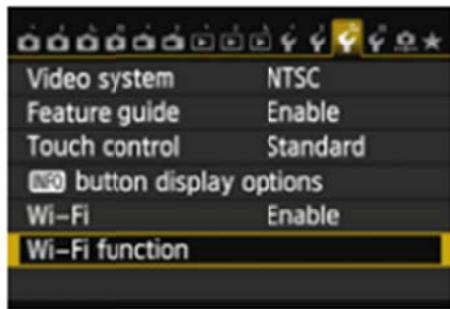 Video system NTSC
Feature guide Enable
Touch control Standard
INFO button display options
Wi-Fi Enable
Wi-Fi function